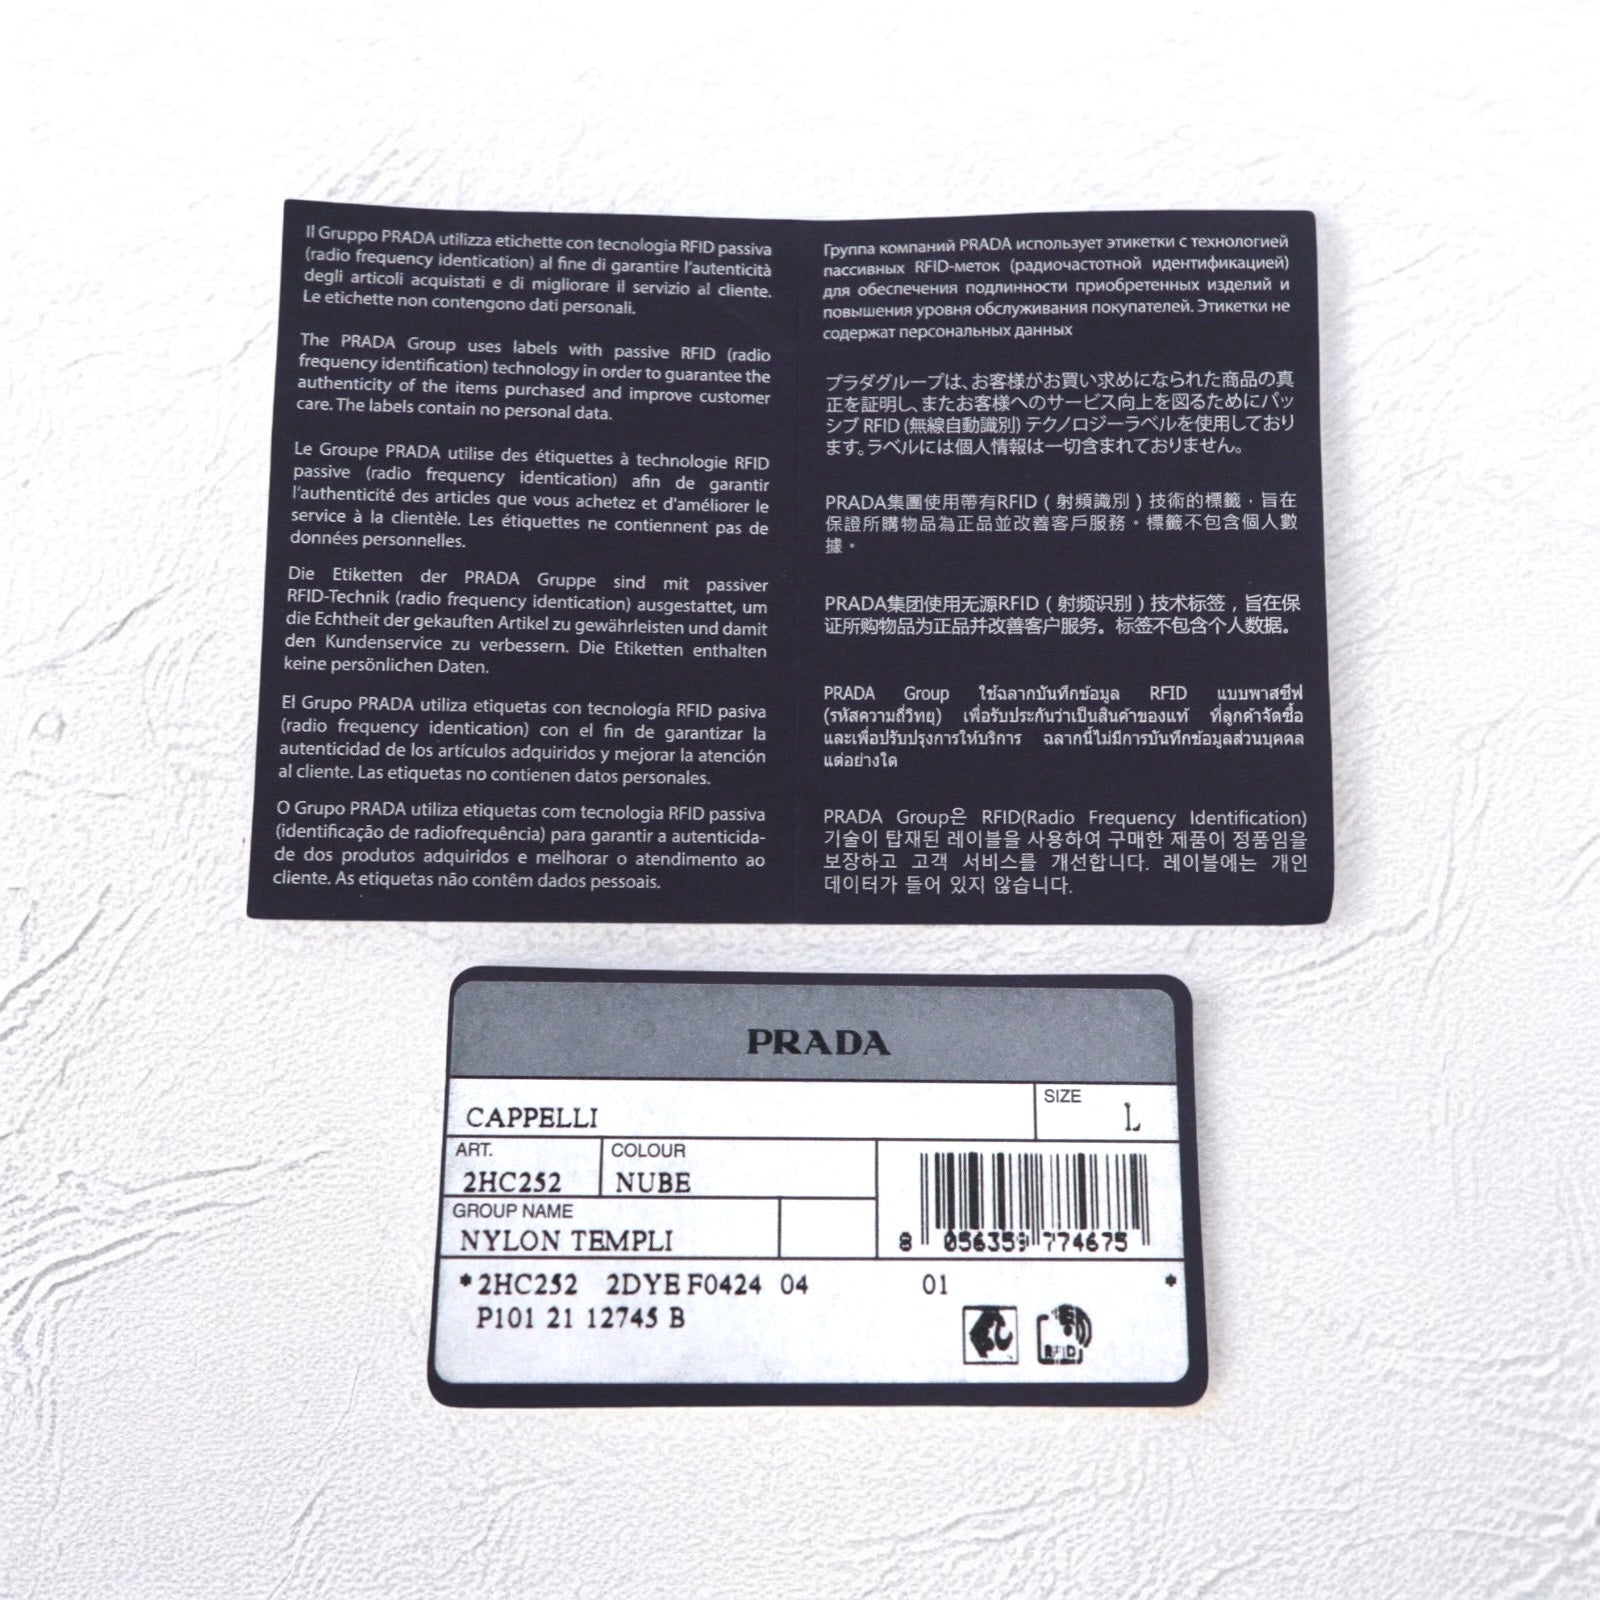 Il Gruppo PRADA utilizza etichette con tecnologia RFID passiva
(radio frequency identication) al fine di garantire l'autenticità
degli articoli acquistati e di migliorare il servizio al cliente.
Le etichette non contengono dati personali.
The PRADA Group uses labels with passive RFID (radio
frequency identification) technology in order to guarantee the
authenticity of the items purchased and improve customer
care. The labels contain no personal data.
Le Groupe PRADA utilise des étiquettes à technologie RFID
passive (radio frequency identication) afin de garantir
l'authenticité des articles que vous achetez et d'améliorer le
service à la clientèle. Les étiquettes ne contiennent pas de
données personnelles.
Die Etiketten der PRADA Gruppe sind mit passiver
RFID-Technik (radio frequency identication) ausgestattet, um
die Echtheit der gekauften Artikel zu gewährleisten und damit
den Kundenservice zu verbessern. Die Etiketten enthalten
keine persönlichen Daten.
El Grupo PRADA utiliza etiquetas con tecnología RFID pasiva
(radio frequency identication) con el fin de garantizar la
autenticidad de los artículos adquiridos y mejorar la atención
al cliente. Las etiquetas no contienen datos personales.
O Grupo PRADA utiliza etiquetas com tecnologia RFID passiva
(identificação de radiofrequência) para garantir a autenticida-
de dos produtos adquiridos e melhorar o atendimento ao
cliente. As etiquetas não contêm dados pessoais.
Группа компаний PRADA использует этикетки с технологией
пассивных RFID-меток (радиочастотной идентификацией)
для обеспечения подлинности приобретенных изделий и
повышения уровня обслуживания покупателей. Этикетки не
содержат персональных данных
プラダグループは、お客様がお買い求めになられた商品の真
正を証明し、またお客様へのサービス向上を図るためにパッ
シブ RFID (無線自動識別) テクノロジーラベルを使用しており
ます。ラベルには個人情報は一切含まれておりません。
PRADA集團使用帶有RFID（射頻識別）技術的標籤，旨在
保證所購物品為正品並改善客戶服務。標籤不包含個人數
據。
PRADA集团使用无源RFID（射频识别）技术标签，旨在保
证所购物品为正品并改善客户服务。标签不包含个人数据。
PRADA Group ใช้ฉลากบันทึกข้อมูล RFID แบบพาสซีฟ
(รหัสความถี่วิทยุ) เพื่อรับประกันว่าเป็นสินค้าของแท้ ที่ลูกค้าจัดซื้อ
และเพื่อปรับปรุงการให้บริการ ฉลากนี้ไม่มีการบันทึกข้อมูลส่วนบุคคล
แต่อย่างใด
PRADA Group은 RFID(Radio Frequency Identification)
기술이 탑재된 레이블을 사용하여 구매한 제품이 정품임을
보장하고 고객 서비스를 개선합니다. 레이블에는 개인
데이터가 들어 있지 않습니다.
PRADA
CAPPELLI
SIZE
L
ART.
2HC252
COLOUR
NUBE
GROUP NAME
NYLON TEMPLI
8 056359 774675
*2HC252 2DYE F0424 04 01 *
P101 21 12745 B
RFID